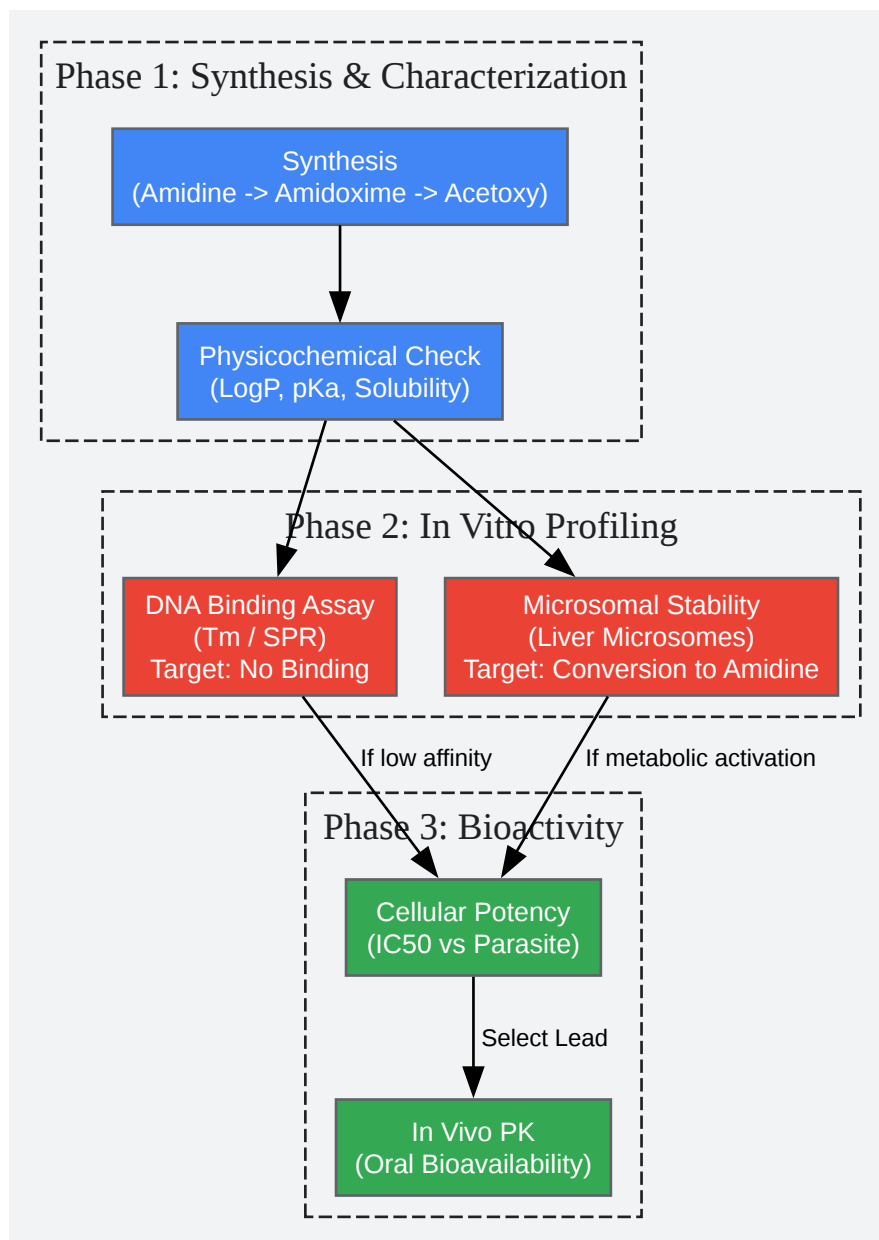 Phase 1: Synthesis & Characterization
Synthesis
(Amidine -> Amidoxime -> Acetoxy)
Physicochemical Check
(LogP, pKa, Solubility)
Phase 2: In Vitro Profiling
DNA Binding Assay
(Tm / SPR)
Target: No Binding
Microsomal Stability
(Liver Microsomes)
Target: Conversion to Amidine
If low affinity
If metabolic activation
Phase 3: Bioactivity
Cellular Potency
(IC50 vs Parasite)
Select Lead
In Vivo PK
(Oral Bioavailability)